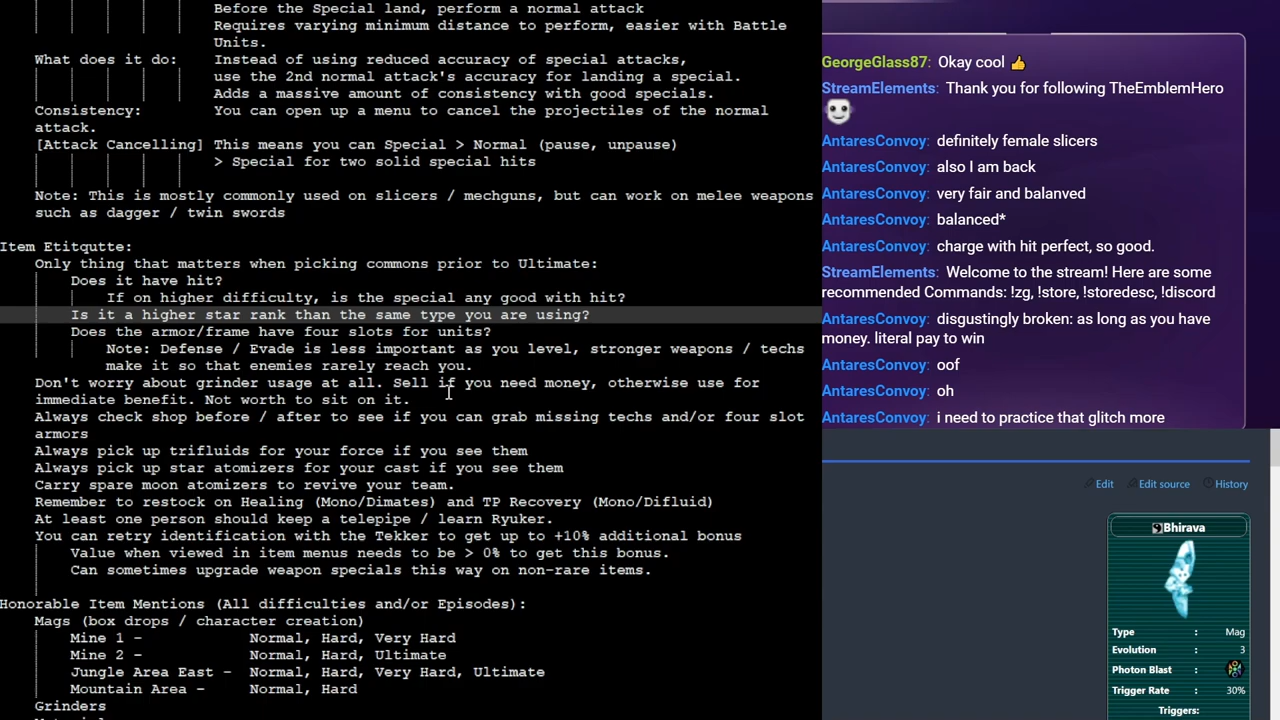 Before the Special land, perform a normal attack
Requires varying minimum distance to perform, easier with Battle
Units.
What does it do: Instead of using reduced accuracy of special attacks,
use the 2nd normal attack's accuracy for landing a special.
Adds a massive amount of consistency with good specials.
Consistency: You can open up a menu to cancel the projectiles of the normal
attack.
[Attack Cancelling] This means you can Special > Normal (pause, unpause)
> Special for two solid special hits
Note: This is mostly commonly used on slicers / mechguns, but can work on melee weapons
such as dagger / twin swords
Item Etitqutte:
Only thing that matters when picking commons prior to Ultimate:
Does it have hit?
If on higher difficulty, is the special any good with hit?
Is it a higher star rank than the same type you are using?
Does the armor/frame have four slots for units?
Note: Defense / Evade is less important as you level, stronger weapons / techs
make it so that enemies rarely reach you.
Don't worry about grinder usage at all. Sell if you need money, otherwise use for
immediate benefit. Not worth to sit on it.
Always check shop before / after to see if you can grab missing techs and/or four slot
armors
Always pick up trifluids for your force if you see them
Always pick up star atomizers for your cast if you see them
Carry spare moon atomizers to revive your team.
Remember to restock on Healing (Mono/Dimates) and TP Recovery (Mono/Difluid)
At least one person should keep a telepipe / learn Ryuker.
You can retry identification with the Tekker to get up to +10% additional bonus
Value when viewed in item menus needs to be > 0% to get this bonus.
Can sometimes upgrade weapon specials this way on non-rare items.
Honorable Item Mentions (All difficulties and/or Episodes):
Mags (box drops / character creation)
Mine 1 - Normal, Hard, Very Hard
Mine 2 - Normal, Hard, Ultimate
Jungle Area East - Normal, Hard, Very Hard, Ultimate
Mountain Area - Normal, Hard
Grinders
GeorgeGlass87: Okay cool 👍
StreamElements: Thank you for following TheEmblemHero
AntaresConvoy: definitely female slicers
AntaresConvoy: also I am back
AntaresConvoy: very fair and balanved
AntaresConvoy: balanced*
AntaresConvoy: charge with hit perfect, so good.
StreamElements: Welcome to the stream! Here are some
recommended Commands: !zg, !store, !storedesc, !discord
AntaresConvoy: disgustingly broken: as long as you have
money. literal pay to win
AntaresConvoy: oof
AntaresConvoy: oh
AntaresConvoy: i need to practice that glitch more
Edit Edit source History
Bhirava
Type : Mag
Evolution : 3
Photon Blast :
Trigger Rate : 30%
Triggers: